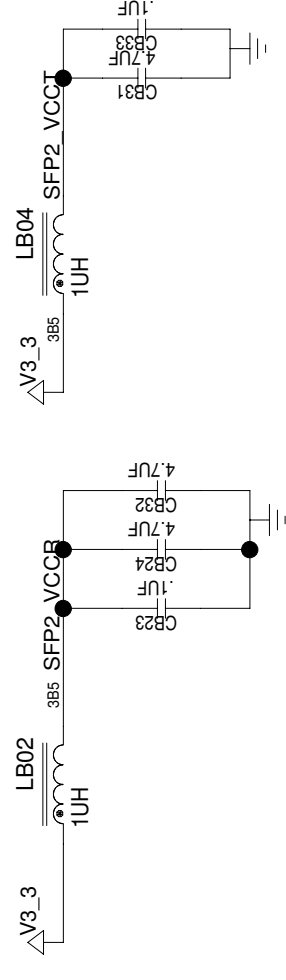 .1UF
CB33
4.7UF
CB31
SFP2_VCCT
LB04
1UH
3B5
V3_3
4.7UF
CB32
4.7UF
CB24
.1UF
CB23
SFP2_VCCR
3B5
LB02
1UH
V3_3